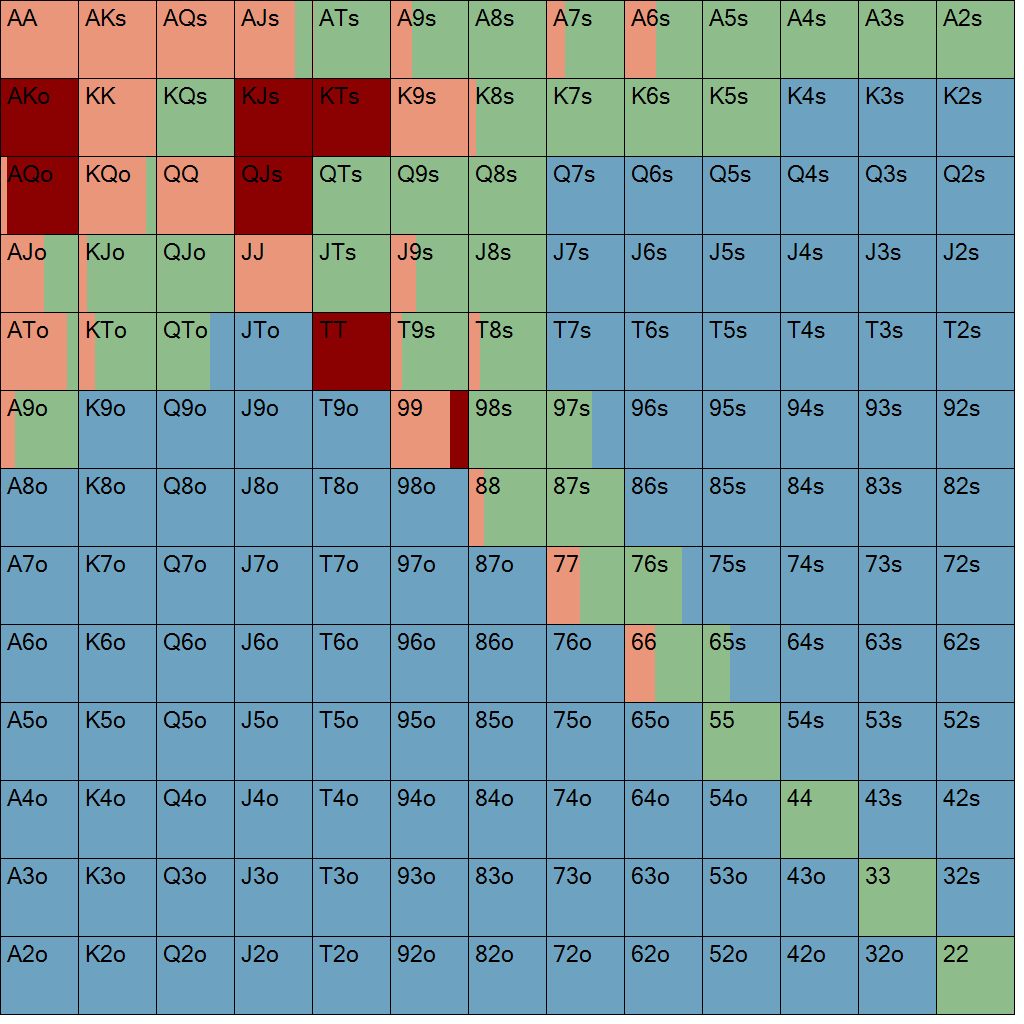 AA AKs AQs AJs ATs A9s A8s A7s A6s A5s A4s A3s A2s
AKo KK KQs KJs KTs K9s K8s K7s K6s K5s K4s K3s K2s
AQo KQo QQ QJs QTs Q9s Q8s Q7s Q6s Q5s Q4s Q3s Q2s
AJo KJo QJo JJ JTs J9s J8s J7s J6s J5s J4s J3s J2s
ATo KTo QTo JTo TT T9s T8s T7s T6s T5s T4s T3s T2s
A9o K9o Q9o J9o T9o 99 98s 97s 96s 95s 94s 93s 92s
A8o K8o Q8o J8o T8o 98o 88 87s 86s 85s 84s 83s 82s
A7o K7o Q7o J7o T7o 97o 87o 77 76s 75s 74s 73s 72s
A6o K6o Q6o J6o T6o 96o 86o 76o 66 65s 64s 63s 62s
A5o K5o Q5o J5o T5o 95o 85o 75o 65o 55 54s 53s 52s
A4o K4o Q4o J4o T4o 94o 84o 74o 64o 54o 44 43s 42s
A3o K3o Q3o J3o T3o 93o 83o 73o 63o 53o 43o 33 32s
A2o K2o Q2o J2o T2o 92o 82o 72o 62o 52o 42o 32o 22